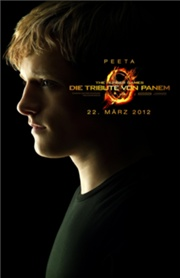 PEETA
THE HUNGER GAMES
DIE TRIBUTE VON PANEM
22. MÄRZ 2012